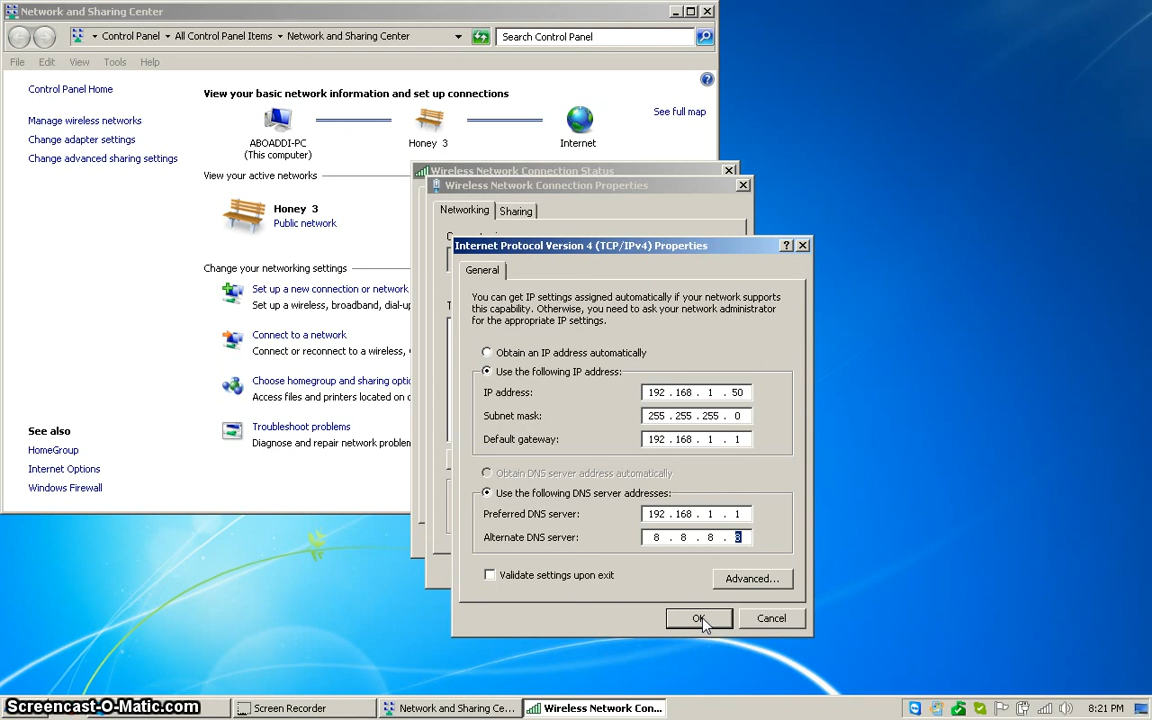 Network and Sharing Center
Control Panel
All Control Panel Items
Network and Sharing Center
Search Control Panel
File Edit View Tools Help
Control Panel Home
Manage wireless networks
Change adapter settings
Change advanced sharing settings
See also
HomeGroup
Internet Options
Windows Firewall
View your basic network information and set up connections
See full map
ABOADDI-PC
(This computer)
Honey 3
Internet
View your active networks
Honey 3
Public network
Change your networking settings
Set up a new connection or network
Set up a wireless, broadband, dial-up
Connect to a network
Connect or reconnect to a wireless,
Choose homegroup and sharing optio
Access files and printers located on o
Troubleshoot problems
Diagnose and repair network problem
Wireless Network Connection Status
Wireless Network Connection Properties
Networking Sharing
Internet Protocol Version 4 (TCP/IPv4) Properties
General
You can get IP settings assigned automatically if your network supports
this capability. Otherwise, you need to ask your network administrator
for the appropriate IP settings.
Obtain an IP address automatically
Use the following IP address:
IP address: 192 . 168 . 1 . 50
Subnet mask: 255 . 255 . 255 . 0
Default gateway: 192 . 168 . 1 . 1
Obtain DNS server address automatically
Use the following DNS server addresses:
Preferred DNS server: 192 . 168 . 1 . 1
Alternate DNS server: 8 . 8 . 8 . 8
Validate settings upon exit
Advanced...
OK Cancel
Screencast-O-Matic.com
Screen Recorder
Network and Sharing Ce...
Wireless Network Con...
8:21 PM